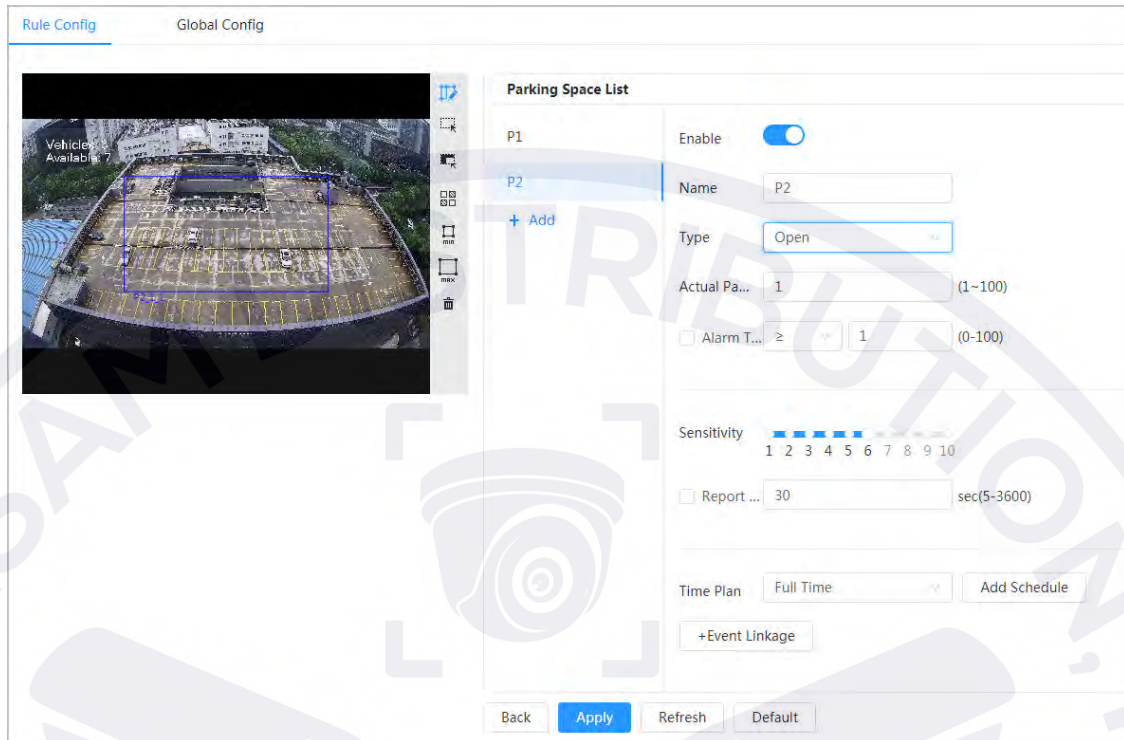 Rule Config Global Config
Vehicles:
Available: 7
min
max
Parking Space List
P1
P2
+ Add
Enable
Name P2
Type Open
Actual Pa... 1 (1~100)
Alarm T... ≥ 1 (0-100)
Sensitivity
1 2 3 4 5 6 7 8 9 10
Report ... 30 sec(5-3600)
Time Plan Full Time Add Schedule
+Event Linkage
Back Apply Refresh Default